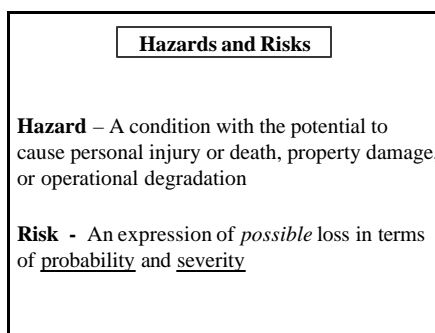 Hazards and Risks
Hazard – A condition with the potential to
cause personal injury or death, property damage,
or operational degradation
Risk - An expression of possible loss in terms
of probability and severity